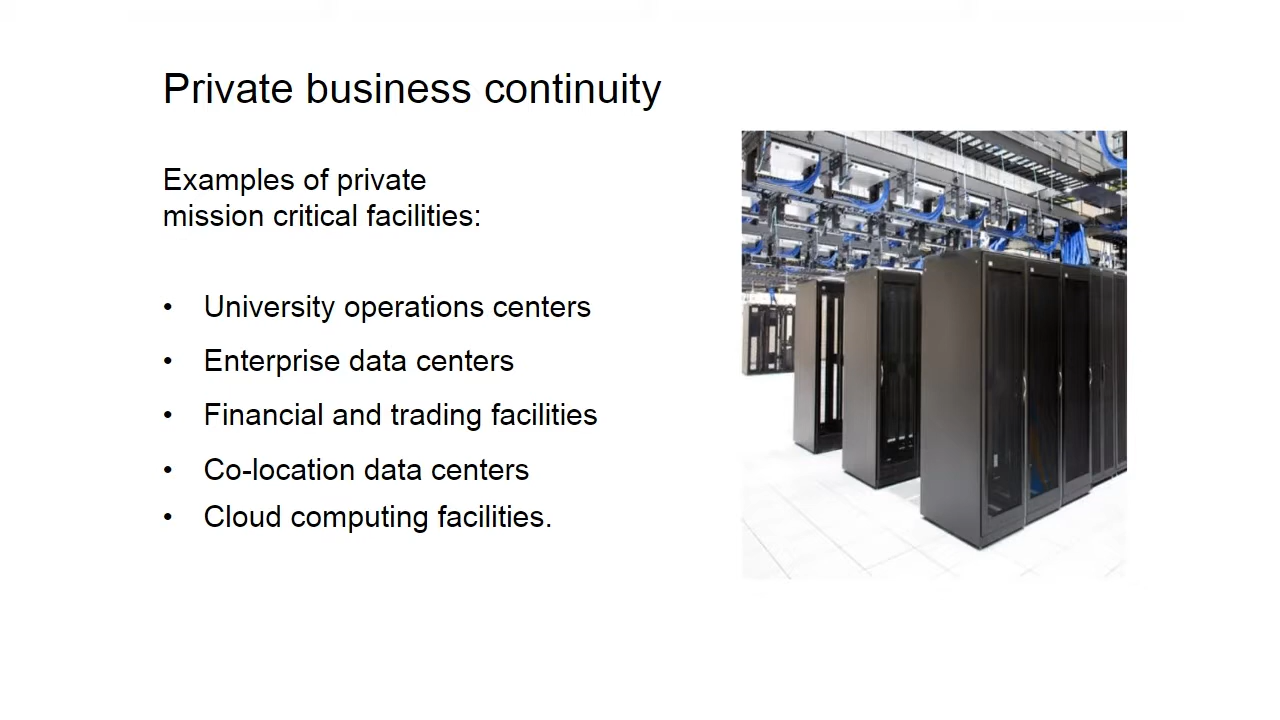 Private business continuity
Examples of private
mission critical facilities:
• University operations centers
• Enterprise data centers
• Financial and trading facilities
• Co-location data centers
• Cloud computing facilities.